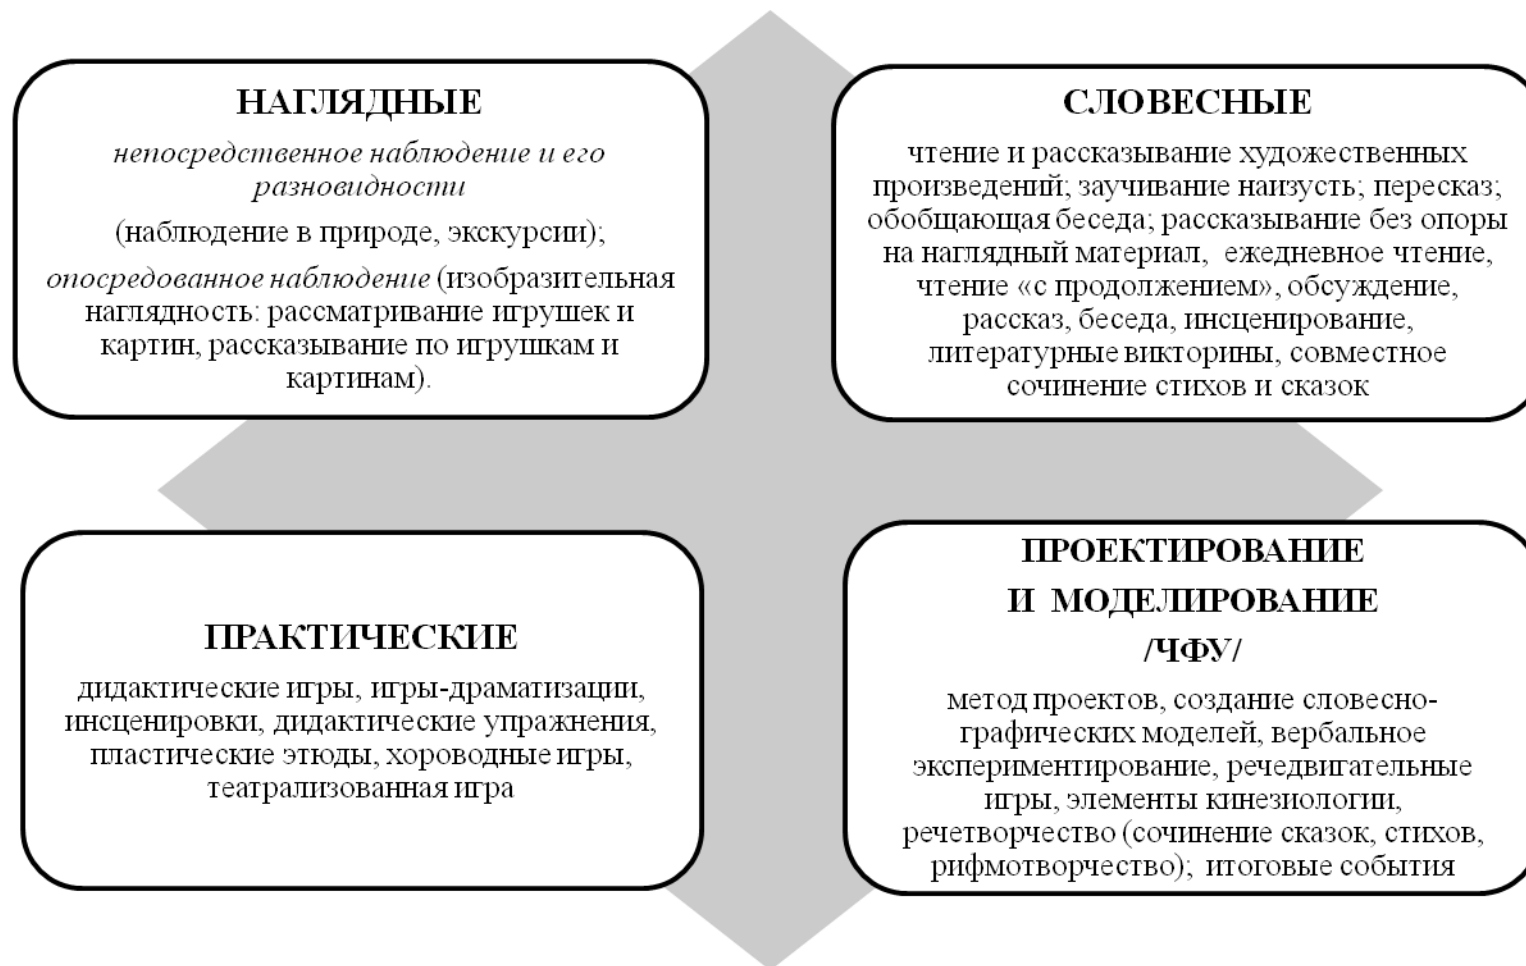 НАГЛЯДНЫЕ
непосредственное наблюдение и его
разновидности
(наблюдение в природе, экскурсии);
опосредованное наблюдение (изобразительная
наглядность: рассматривание игрушек и
картин, рассказывание по игрушкам и
картинам).
СЛОВЕСНЫЕ
чтение и рассказывание художественных
произведений; заучивание наизусть; пересказ;
обобщающая беседа; рассказывание без опоры
на наглядный материал, ежедневное чтение,
чтение «с продолжением», обсуждение,
рассказ, беседа, инсценирование,
литературные викторины, совместное
сочинение стихов и сказок
ПРАКТИЧЕСКИЕ
дидактические игры, игры-драматизации,
инсценировки, дидактические упражнения,
пластические этюды, хороводные игры,
театрализованная игра
ПРОЕКТИРОВАНИЕ
И МОДЕЛИРОВАНИЕ
/ЧФУ/
метод проектов, создание словесно-
графических моделей, вербальное
экспериментирование, речедвигательные
игры, элементы кинезиологии,
речетворчество (сочинение сказок, стихов,
рифмотворчество); итоговые события